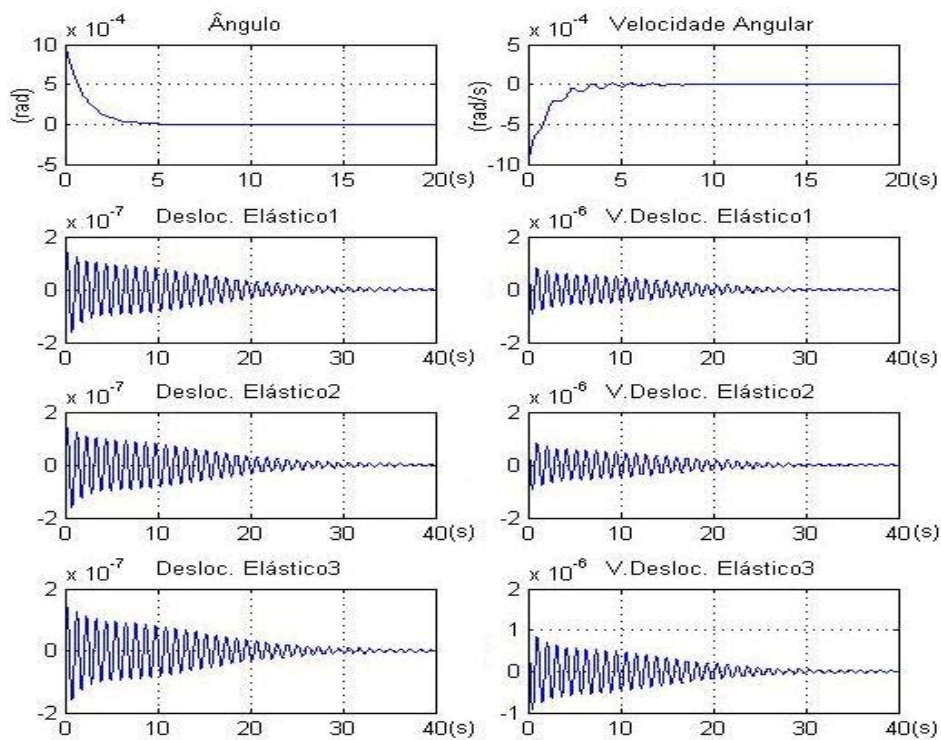 x 10-4 Ângulo
10
5
0
-5
(rad)
0 5 10 15 20(s)
x 10-4 Velocidade Angular
5
0
-5
-10
(rad/s)
0 5 10 15 20(s)
x 10-7 Desloc. Elástico1
2
0
-2
0 10 20 30 40(s)
x 10-6 V.Desloc. Elástico1
2
0
-2
0 10 20 30 40(s)
x 10-7 Desloc. Elástico2
2
0
-2
0 10 20 30 40(s)
x 10-6 V.Desloc. Elástico2
2
0
-2
0 10 20 30 40(s)
x 10-7 Desloc. Elástico3
2
0
-2
0 10 20 30 40(s)
x 10-6 V.Desloc. Elástico3
2
1
0
-1
0 10 20 30 40(s)